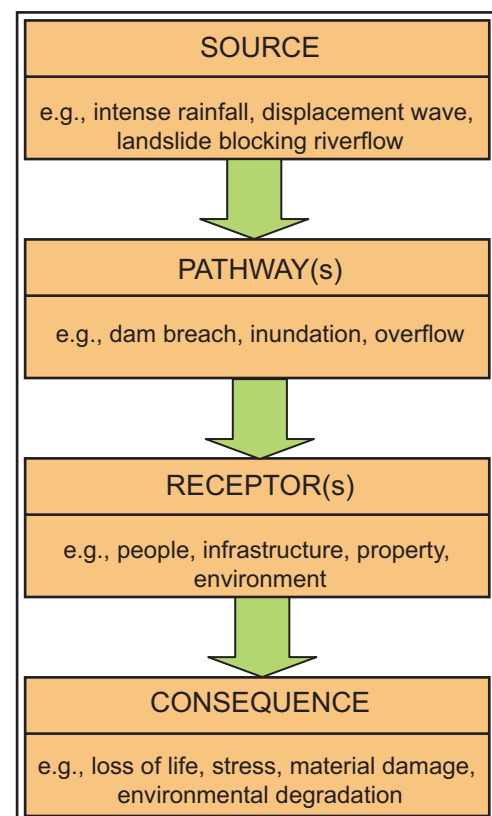 SOURCE
e.g., intense rainfall, displacement wave,
landslide blocking riverflow
PATHWAY(s)
e.g., dam breach, inundation, overflow
RECEPTOR(s)
e.g., people, infrastructure, property,
environment
CONSEQUENCE
e.g., loss of life, stress, material damage,
environmental degradation